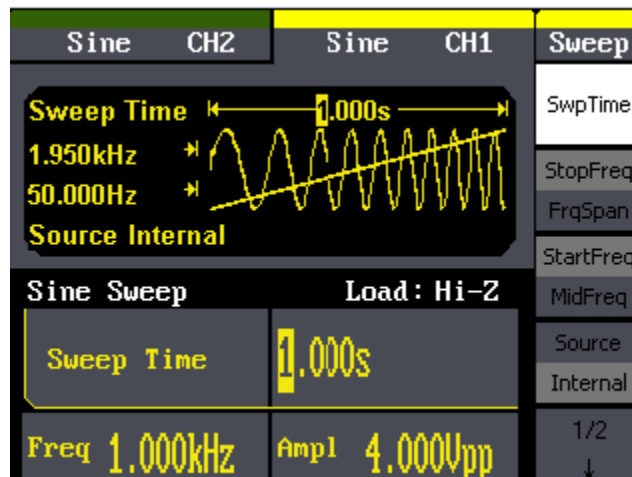 Sine CH2 Sine CH1 Sweep
Sweep Time 1.000s
1.950kHz
50.000Hz
Source Internal
SwpTime
StopFreq
FrqSpan
StartFreq
MidFreq
Source
Internal
1/2
↓
Sine Sweep Load: Hi-Z
Sweep Time 1.000s
Freq 1.000kHz Ampl 4.000Vpp